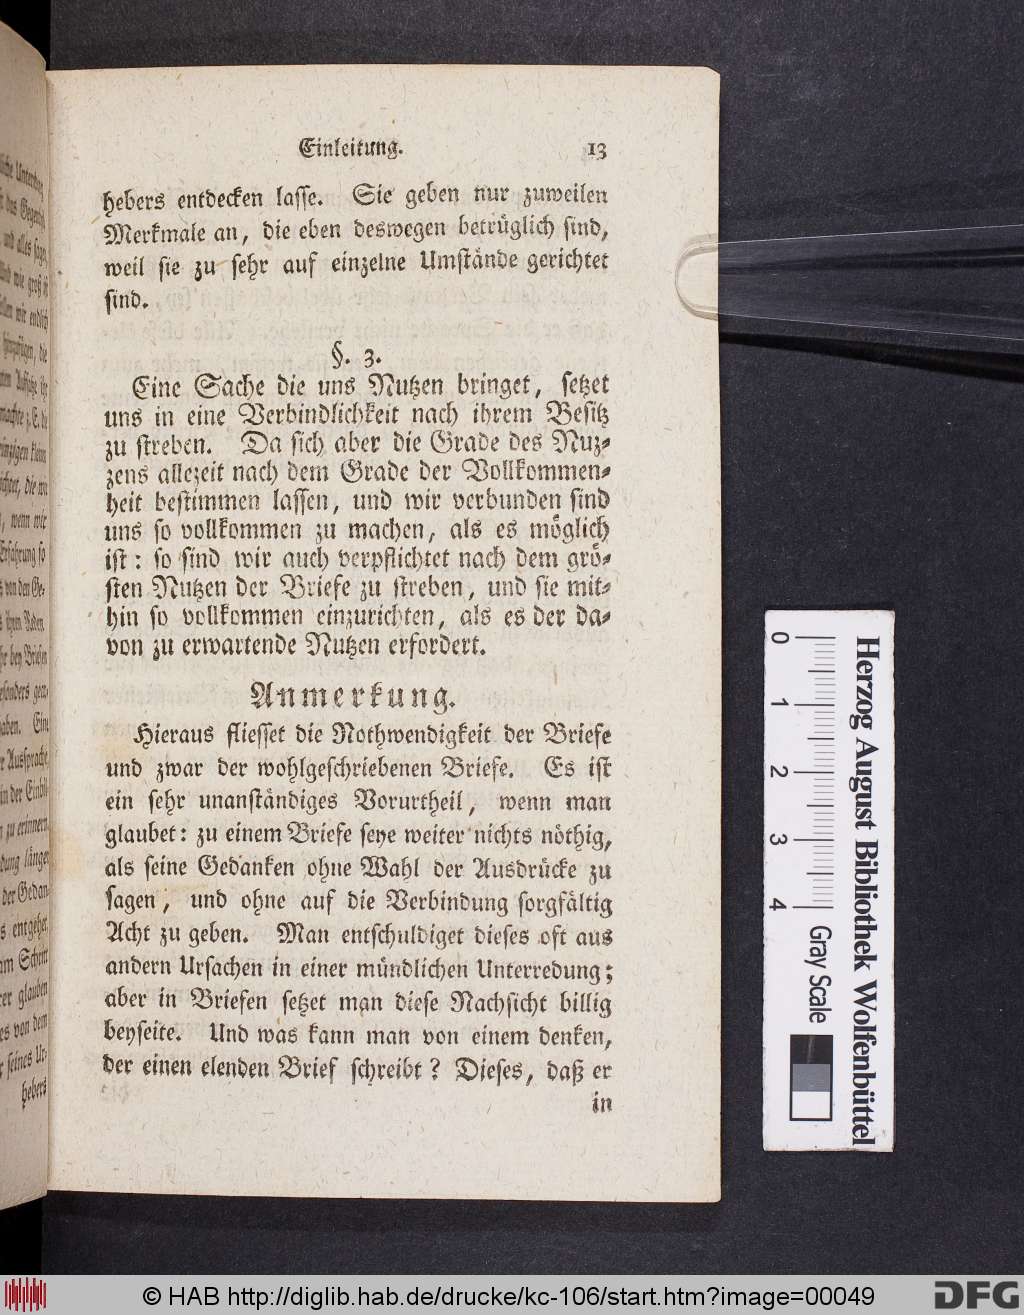 Einleitung. 13
hebers entdecken lasse. Sie geben nur zuweilen
Merkmale an, die eben deswegen betrüglich sind,
weil sie zu sehr auf einzelne Umstände gerichtet
sind.
§. 3.
Eine Sache die uns Nutzen bringet, setzet
uns in eine Verbindlichkeit nach ihrem Besitz
zu streben. Da sich aber die Grade des Nuz-
zens allezeit nach dem Grade der Vollkommen-
heit bestimmen lassen, und wir verbunden sind
uns so vollkommen zu machen, als es möglich
ist: so sind wir auch verpflichtet nach dem grö-
sten Nutzen der Briefe zu streben, und sie mit-
hin so vollkommen einzurichten, als es der da-
von zu erwartende Nutzen erfordert.
Anmerkung.
Hieraus fliesset die Nothwendigkeit der Briefe
und zwar der wohlgeschriebenen Briefe. Es ist
ein sehr unanständiges Vorurtheil, wenn man
glaubet: zu einem Briefe seye weiter nichts nöthig,
als seine Gedanken ohne Wahl der Ausdrücke zu
sagen, und ohne auf die Verbindung sorgfältig
Acht zu geben. Man entschuldiget dieses oft aus
andern Ursachen in einer mündlichen Unterredung;
aber in Briefen setzet man diese Nachsicht billig
beyseite. Und was kann man von einem denken,
der einen elenden Brief schreibt? Dieses, daß er
in
Herzog August Bibliothek Wolfenbüttel
0 1 2 3 4 Gray Scale
© HAB http://diglib.hab.de/drucke/kc-106/start.htm?image=00049
DFG